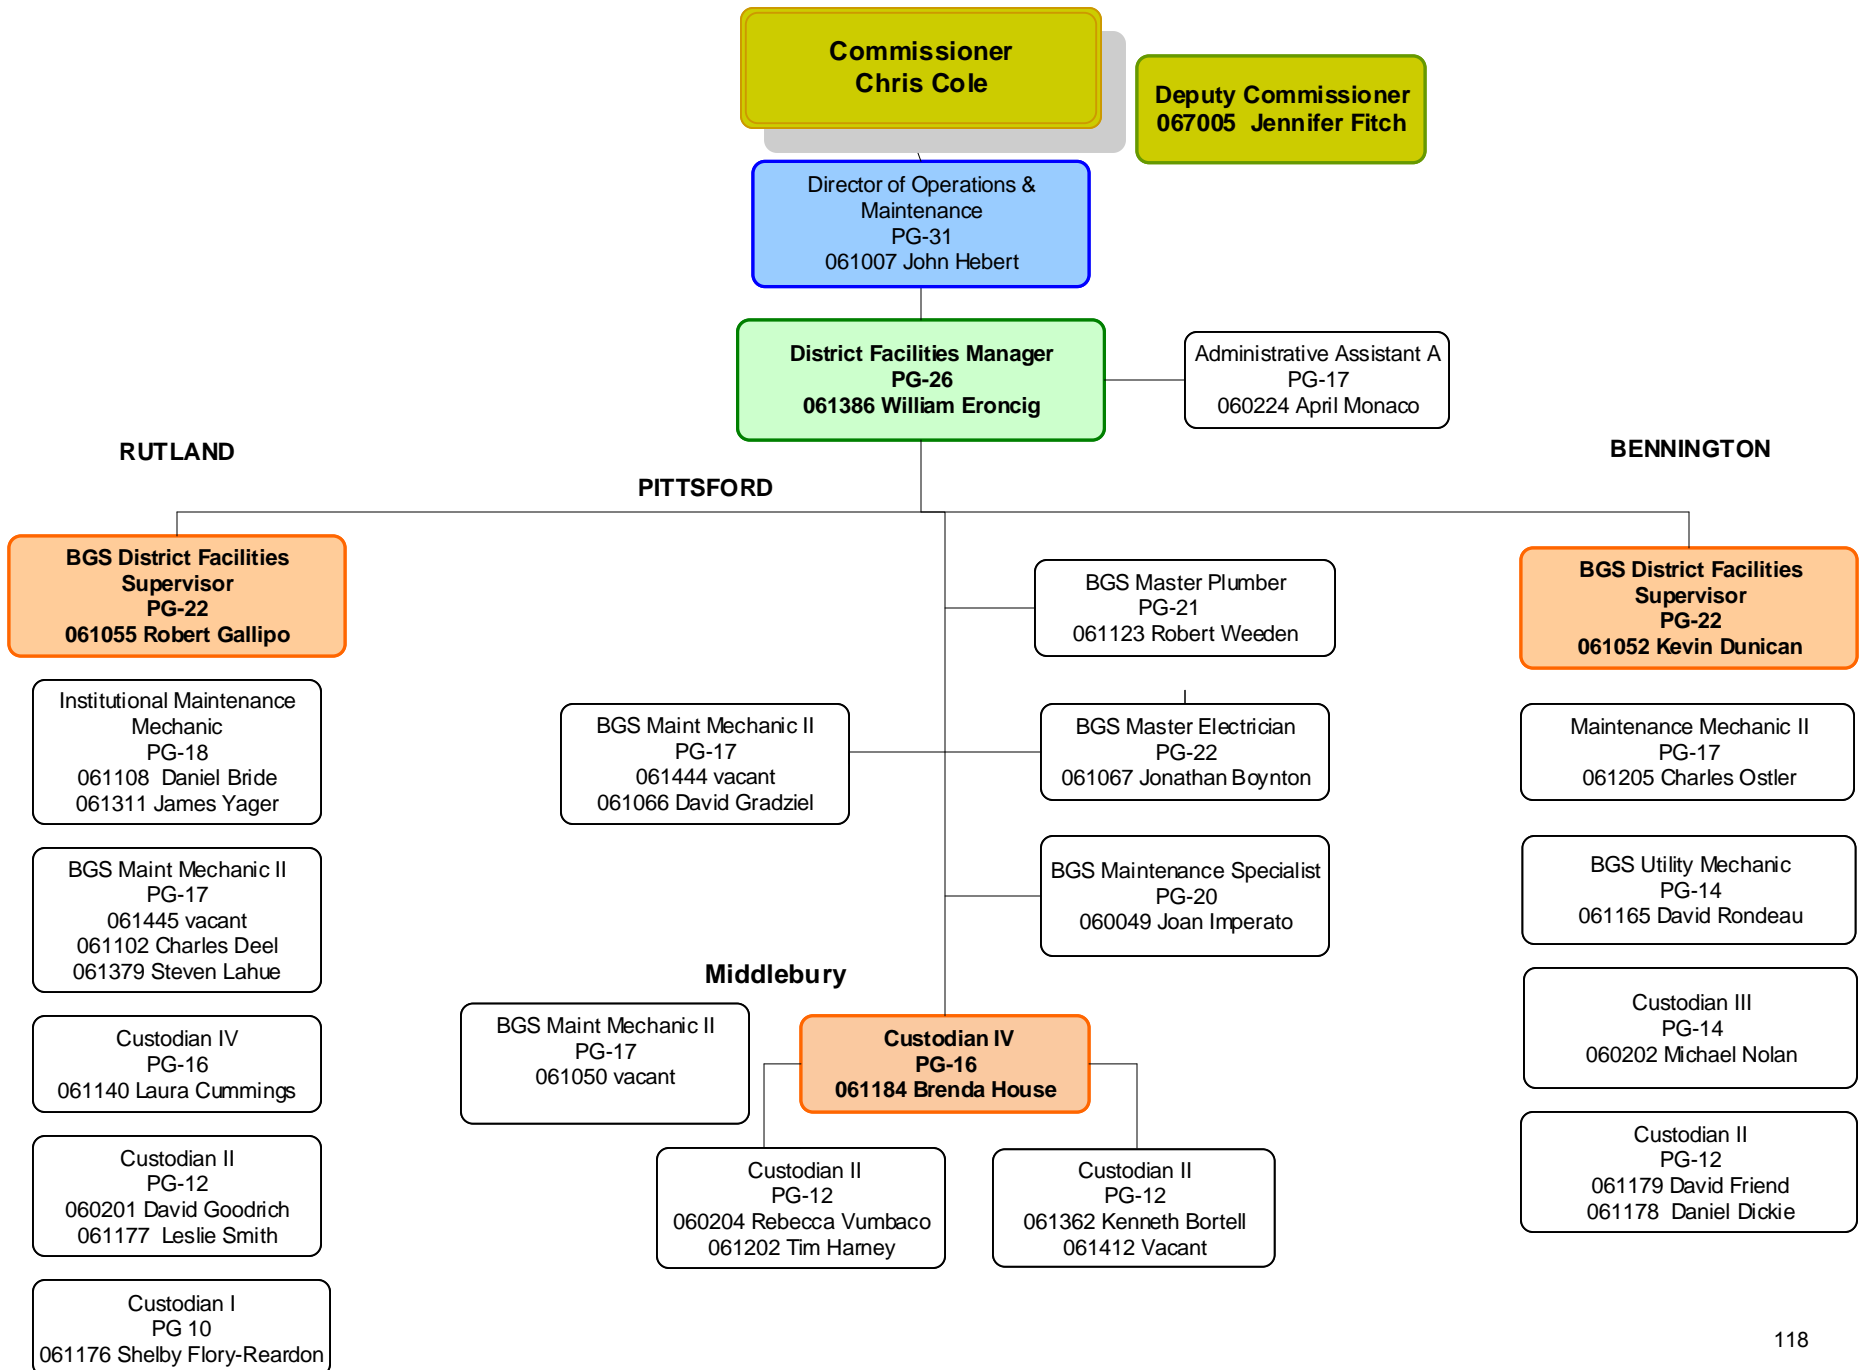 Commissioner
Chris Cole
Deputy Commissioner
067005  Jennifer Fitch
Director of Operations &
Maintenance
PG-31
061007 John Hebert
District Facilities Manager
PG-26
061386 William Eroncig
Administrative Assistant A
PG-17
060224 April Monaco
RUTLAND
PITTSFORD
BENNINGTON
BGS District Facilities
Supervisor
PG-22
061055 Robert Gallipo
Institutional Maintenance
Mechanic
PG-18
061108  Daniel Bride
061311 James Yager
BGS Maint Mechanic II
PG-17
061445 vacant
061102 Charles Deel
061379 Steven Lahue
Custodian IV
PG-16
061140 Laura Cummings
Custodian II
PG-12
060201 David Goodrich
061177  Leslie Smith
Custodian I
PG 10
061176 Shelby Flory-Reardon
BGS Master Plumber
PG-21
061123 Robert Weeden
BGS Maint Mechanic II
PG-17
061444 vacant
061066 David Gradziel
BGS Master Electrician
PG-22
061067 Jonathan Boynton
BGS Maintenance Specialist
PG-20
060049 Joan Imperato
Middlebury
BGS Maint Mechanic II
PG-17
061050 vacant
Custodian IV
PG-16
061184 Brenda House
Custodian II
PG-12
060204 Rebecca Vumbaco
061202 Tim Harney
Custodian II
PG-12
061362 Kenneth Bortell
061412 Vacant
BGS District Facilities
Supervisor
PG-22
061052 Kevin Dunican
Maintenance Mechanic II
PG-17
061205 Charles Ostler
BGS Utility Mechanic
PG-14
061165 David Rondeau
Custodian III
PG-14
060202 Michael Nolan
Custodian II
PG-12
061179 David Friend
061178  Daniel Dickie
118